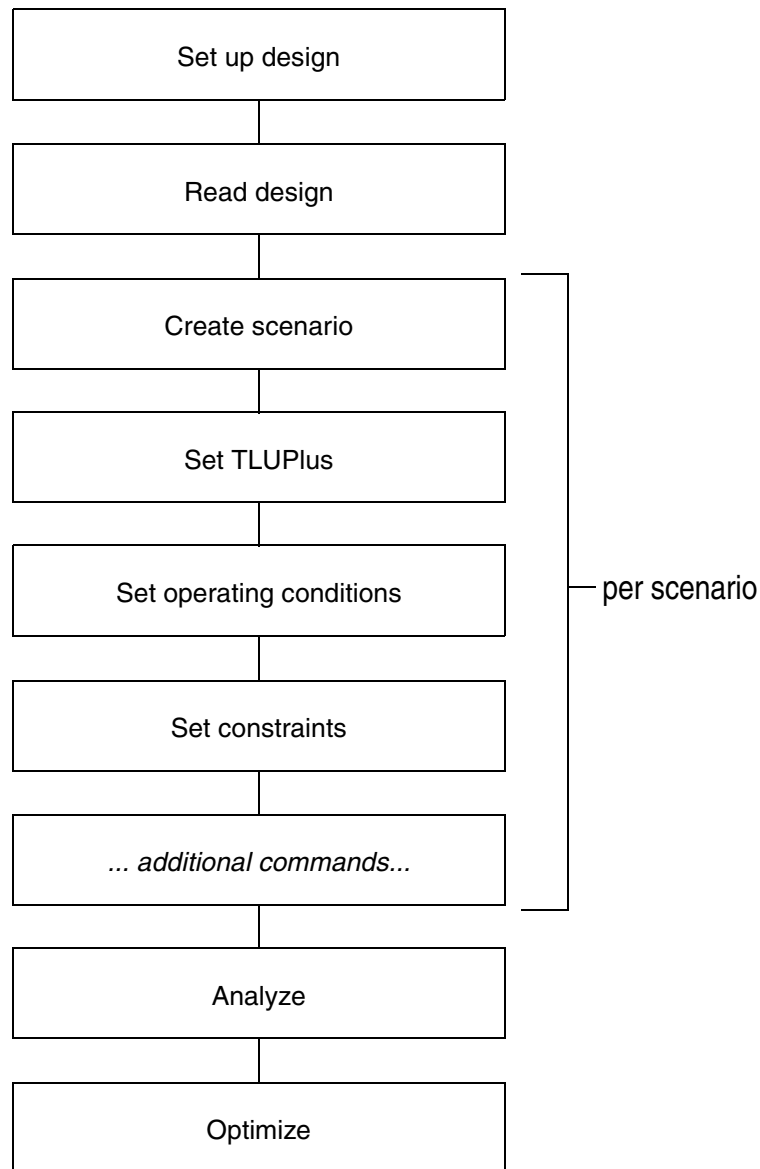 Set up design
Read design
Create scenario
Set TLUPlus
Set operating conditions
per scenario
Set constraints
... additional commands...
Analyze
Optimize